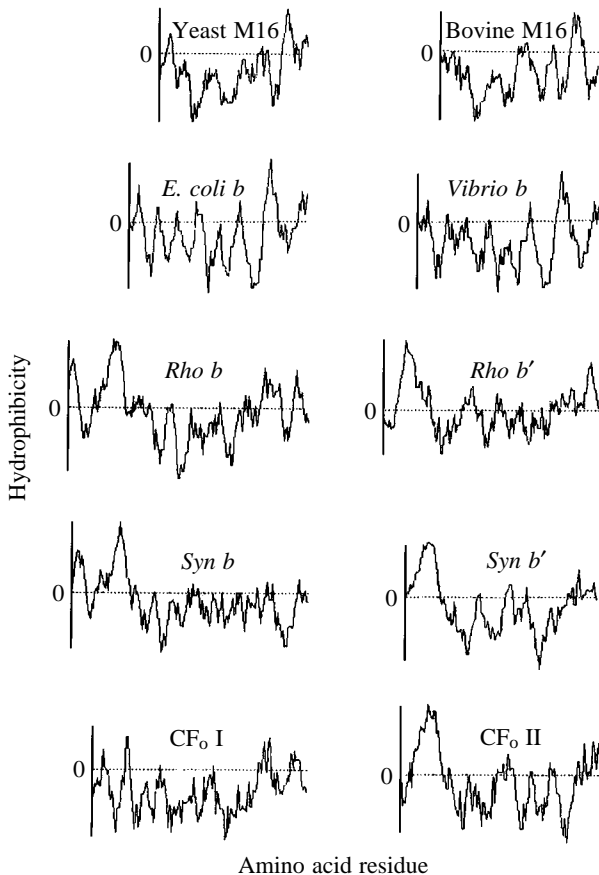 Yeast M16
Bovine M16
0
0
E. coli b
Vibrio b
0
0
Rho b
Rho b′
0
0
Hydrophibicity
Syn b
Syn b′
0
0
CFo I
CFo II
0
0
Amino acid residue